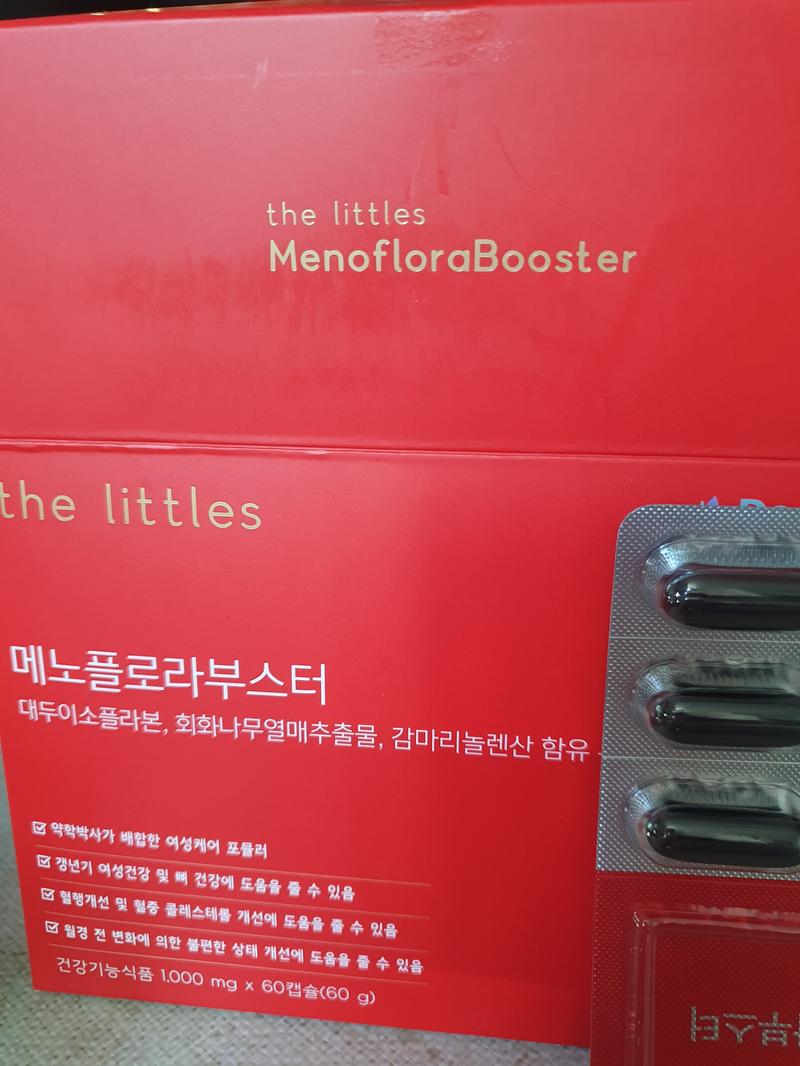 the littles
MenofloraBooster
the littles
메노플로라부스터
대두이소플라본, 회화나무열매추출물, 감마리놀렌산 함유
약학박사가 배합한 여성케어 포뮬러
갱년기 여성건강 및 뼈 건강에 도움을 줄 수 있음
혈행개선 및 혈중 콜레스테롤 개선에 도움을 줄 수 있음
월경 전 변화에 의한 불편한 상태 개선에 도움을 줄 수 있음
건강기능식품 1,000 mg x 60캡슐(60 g)
부스터